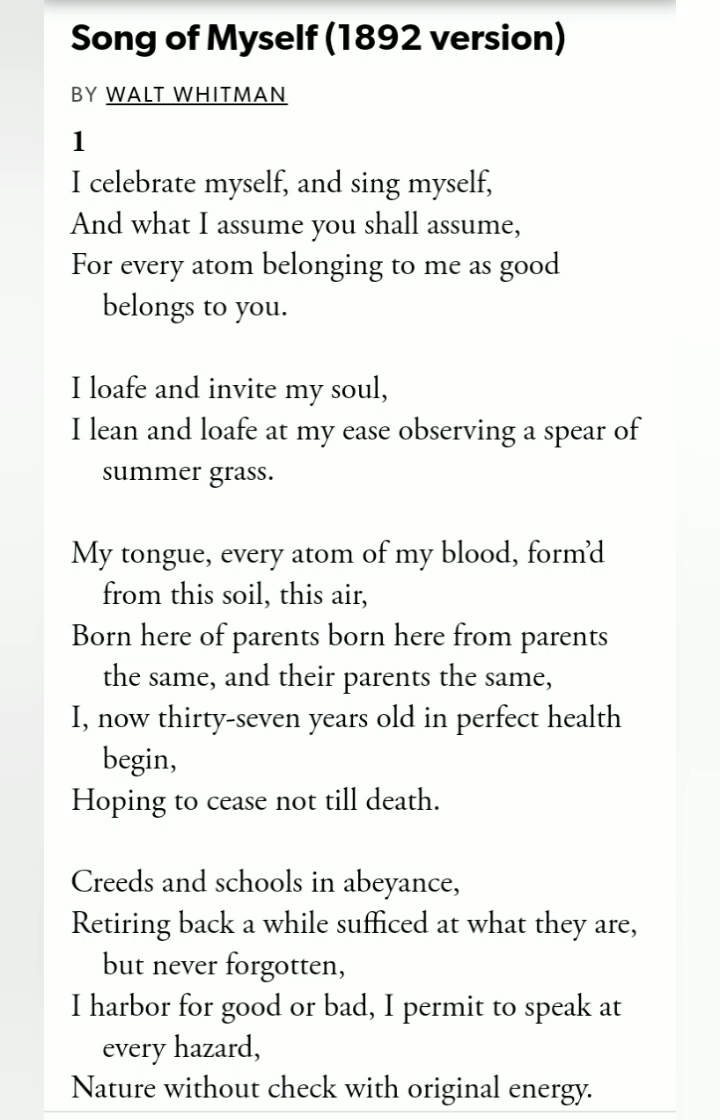 Song of Myself (1892 version)
BY WALT WHITMAN
1
I celebrate myself, and sing myself,
And what I assume you shall assume,
For every atom belonging to me as good
belongs to you.
I loafe and invite my soul,
I lean and loafe at my ease observing a spear of
summer grass.
My tongue, every atom of my blood, form’d
from this soil, this air,
Born here of parents born here from parents
the same, and their parents the same,
I, now thirty-seven years old in perfect health
begin,
Hoping to cease not till death.
Creeds and schools in abeyance,
Retiring back a while sufficed at what they are,
but never forgotten,
I harbor for good or bad, I permit to speak at
every hazard,
Nature without check with original energy.